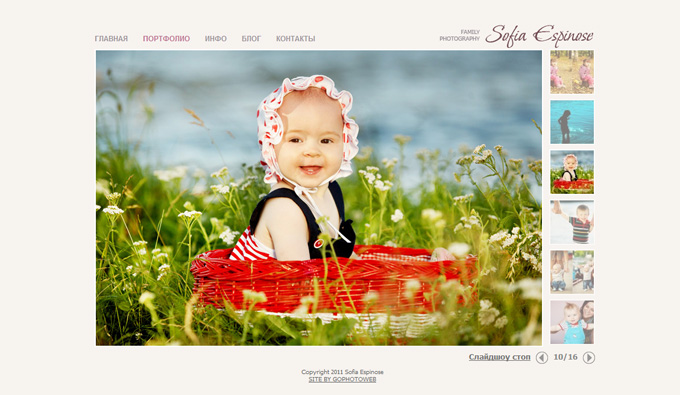 ГЛАВНАЯ ПОРТФОЛИО ИНФО БЛОГ КОНТАКТЫ
FAMILY
PHOTOGRAPHY
Sofia Espinose
Слайдшоу стоп 10/16
Copyright 2011 Sofia Espinose
SITE BY GOPHOTOWEB